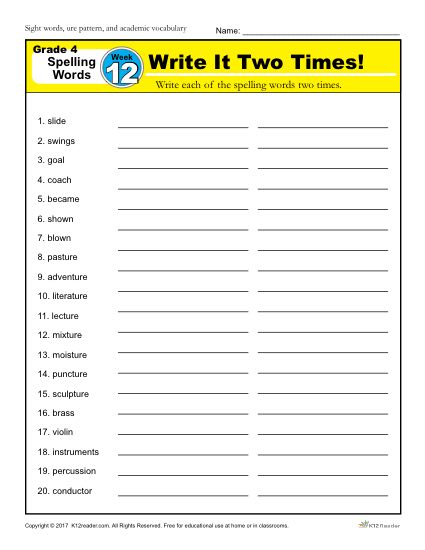 Sight words, ure pattern, and academic vocabulary
Name: ______________________________
Grade 4
Spelling
Words
Week
12
Write It Two Times!
Write each of the spelling words two times.
1. slide
2. swings
3. goal
4. coach
5. became
6. shown
7. blown
8. pasture
9. adventure
10. literature
11. lecture
12. mixture
13. moisture
14. puncture
15. sculpture
16. brass
17. violin
18. instruments
19. percussion
20. conductor
Copyright © 2017 K12reader.com. All Rights Reserved. Free for educational use at home or in classrooms.
K12Reader